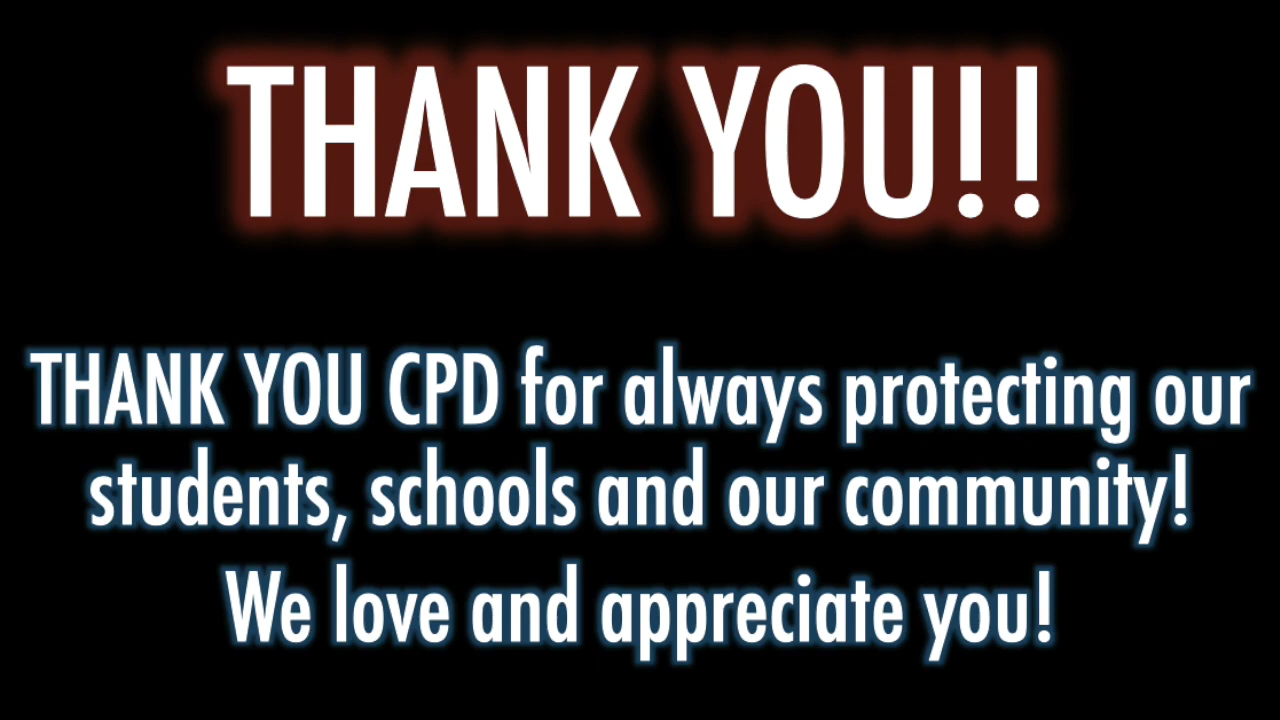 THANK YOU!!
THANK YOU CPD for always protecting our
students, schools and our community!
We love and appreciate you!